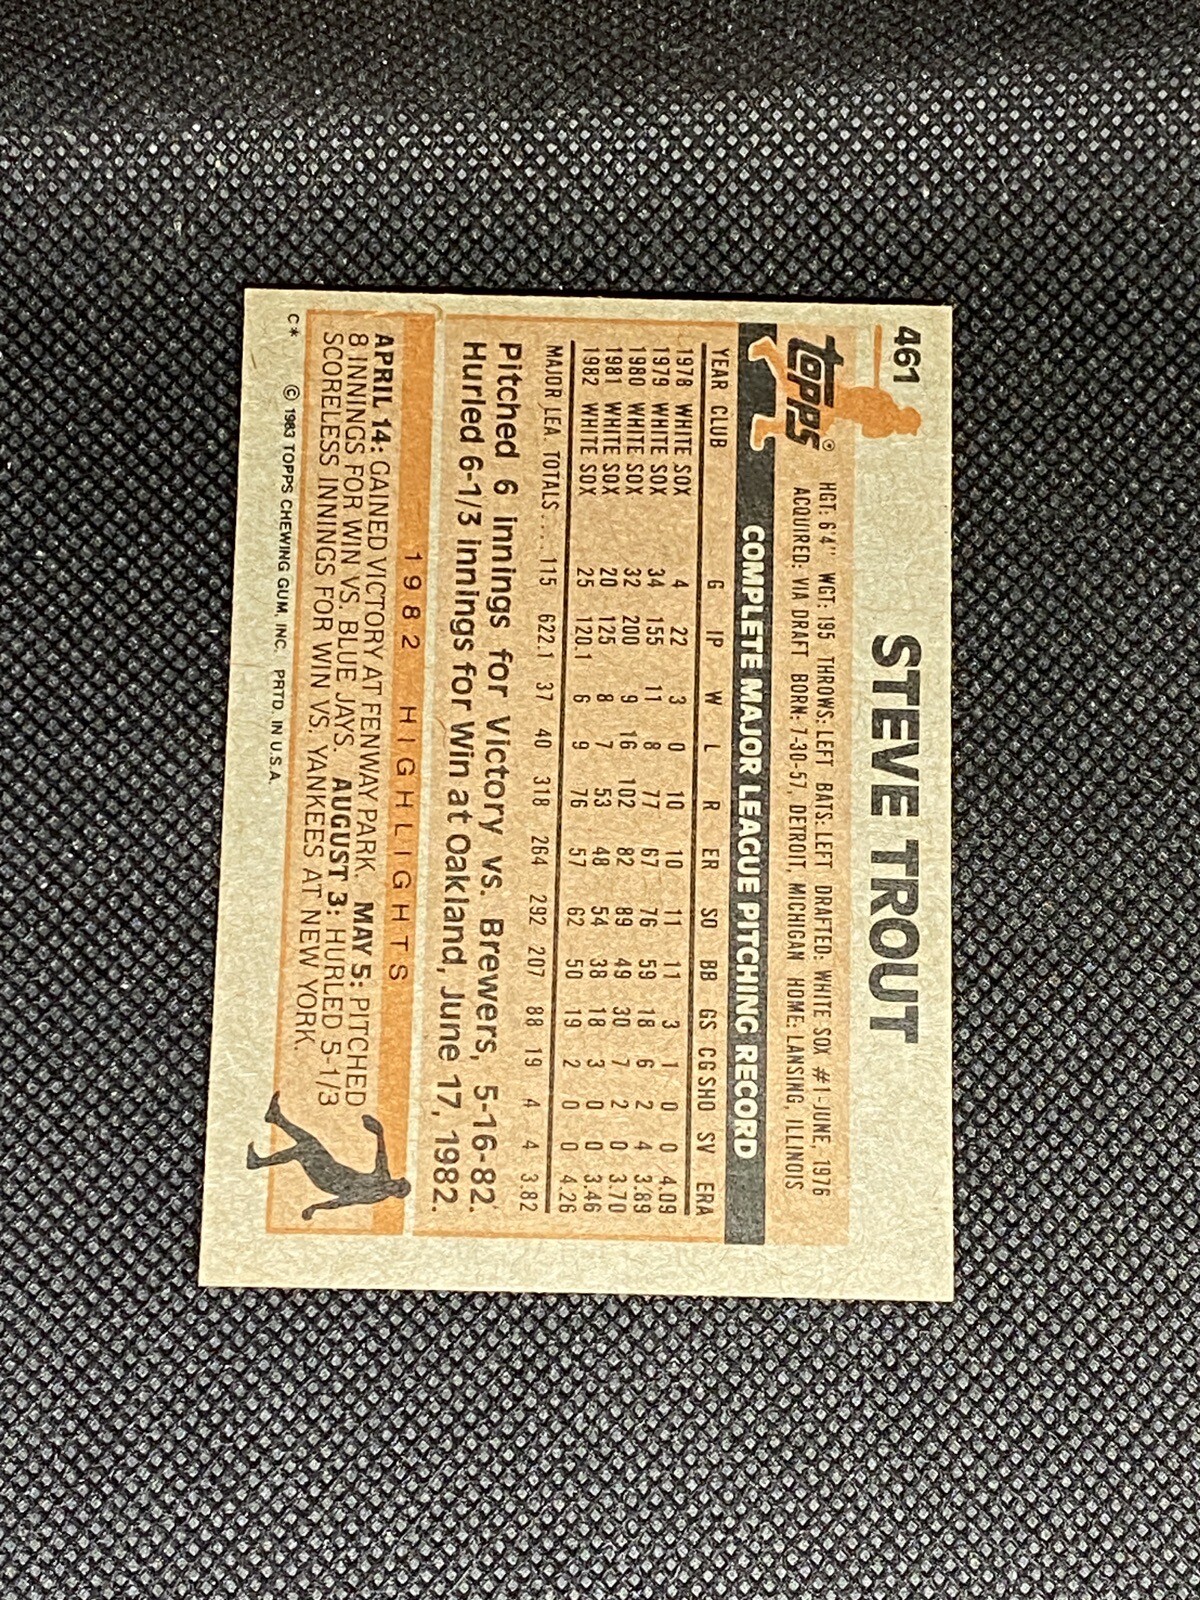 461
STEVE TROUT
Topps®
HGT: 6'4" WGT: 195 THROWS: LEFT BATS: LEFT DRAFTED: WHITE SOX #1-JUNE, 1976
ACQUIRED: VIA DRAFT BORN: 7-30-57, DETROIT, MICHIGAN HOME: LANSING, ILLINOIS
COMPLETE MAJOR LEAGUE PITCHING RECORD
YEAR CLUB G IP W L R ER SO BB GS CG SHO SV ERA
1978 WHITE SOX 4 22 3 0 10 10 11 11 3 1 0 0 4.09
1979 WHITE SOX 34 155 11 8 77 67 76 59 18 6 2 4 3.89
1980 WHITE SOX 32 200 9 16 102 82 89 49 30 7 2 0 3.70
1981 WHITE SOX 20 125 8 7 53 48 54 38 18 3 0 0 3.46
1982 WHITE SOX 25 120.1 6 9 76 57 62 50 19 2 0 0 4.26
MAJOR LEA. TOTALS.... 115 622.1 37 40 318 264 292 207 88 19 4 4 3.82
Pitched 6 innings for Victory vs. Brewers, 5-16-82.
Hurled 6-1/3 innings for Win at Oakland, June 17, 1982.
1982 HIGHLIGHTS
APRIL 14: GAINED VICTORY AT FENWAY PARK. MAY 5: PITCHED
8 INNINGS FOR WIN VS. BLUE JAYS. AUGUST 3: HURLED 5-1/3
SCORELESS INNINGS FOR WIN VS. YANKEES AT NEW YORK.
C* © 1983 TOPPS CHEWING GUM, INC. PRTD. IN U.S.A.